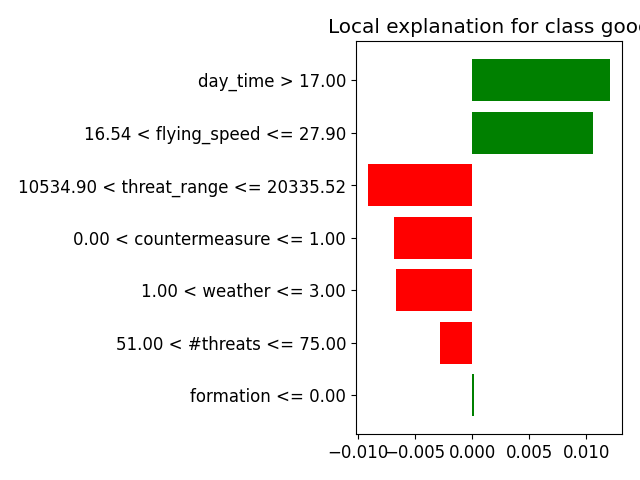 Local explanation for class good
day_time > 17.00
16.54 < flying_speed <= 27.90
10534.90 < threat_range <= 20335.52
0.00 < countermeasure <= 1.00
1.00 < weather <= 3.00
51.00 < #threats <= 75.00
formation <= 0.00
−0.010 −0.005 0.000 0.005 0.010